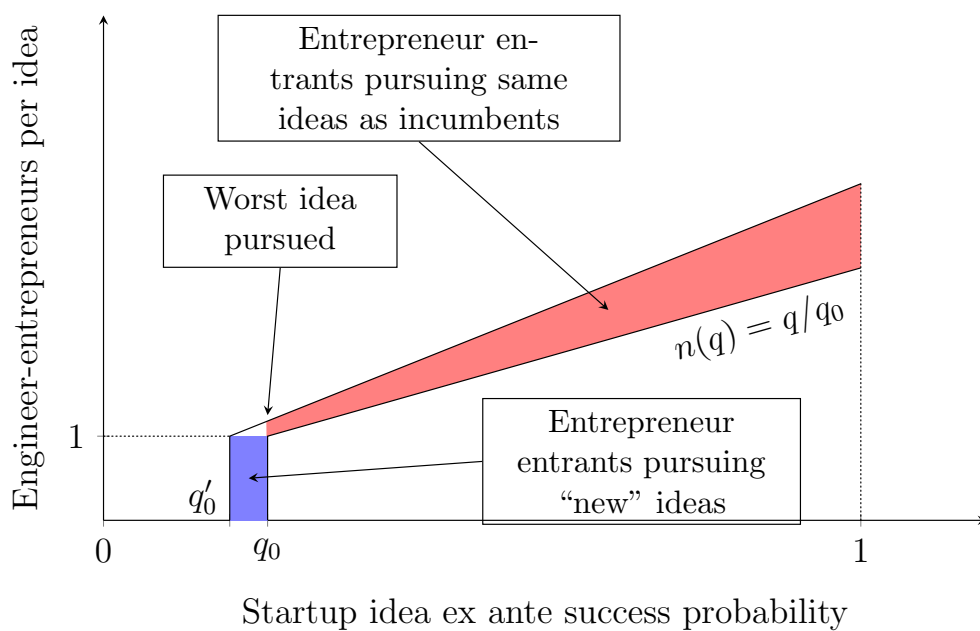 Engineer-entrepreneurs per idea
Entrepreneur en-
trants pursuing same
ideas as incumbents
Worst idea
pursued
n(q) = q/q₀
Entrepreneur
entrants pursuing
“new” ideas
1
q′₀
0
q₀
1
Startup idea ex ante success probability